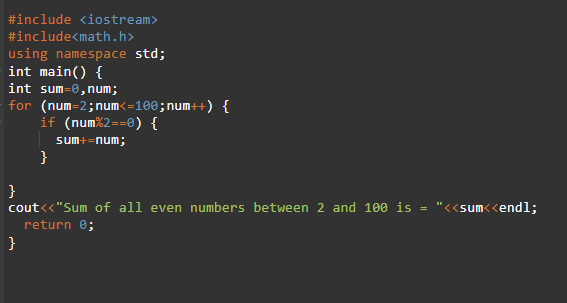 #include <iostream>
#include<math.h>
using namespace std;
int main() {
int sum=0,num;
for (num=2;num<=100;num++) {
    if (num%2==0) {
      sum+=num;
    }

}
cout<<"Sum of all even numbers between 2 and 100 is = "<<sum<<endl;
  return 0;
}